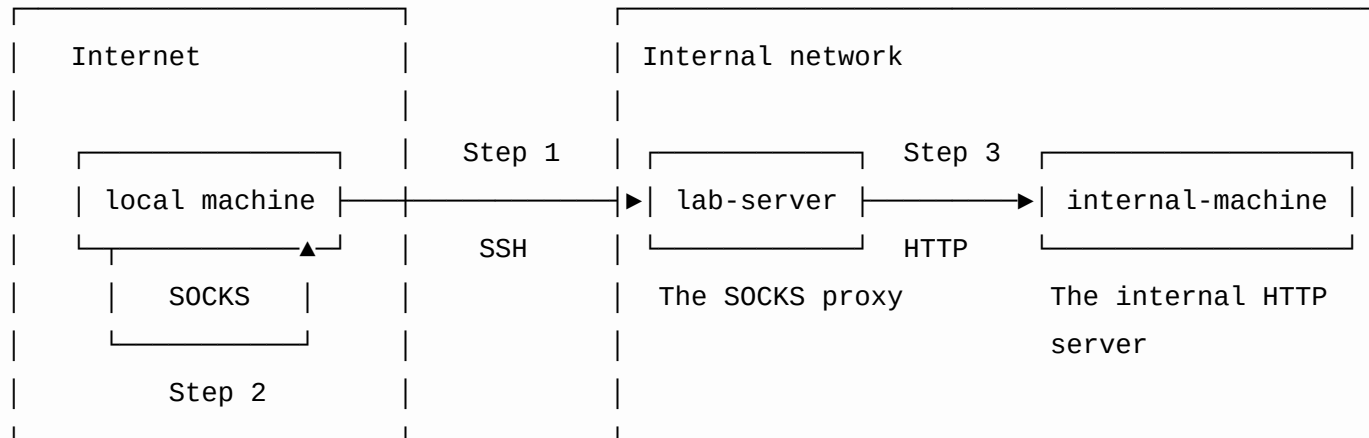 Internet
Internal network
Step 1
Step 3
local machine
lab-server
internal-machine
SSH
HTTP
SOCKS
The SOCKS proxy
The internal HTTP
server
Step 2